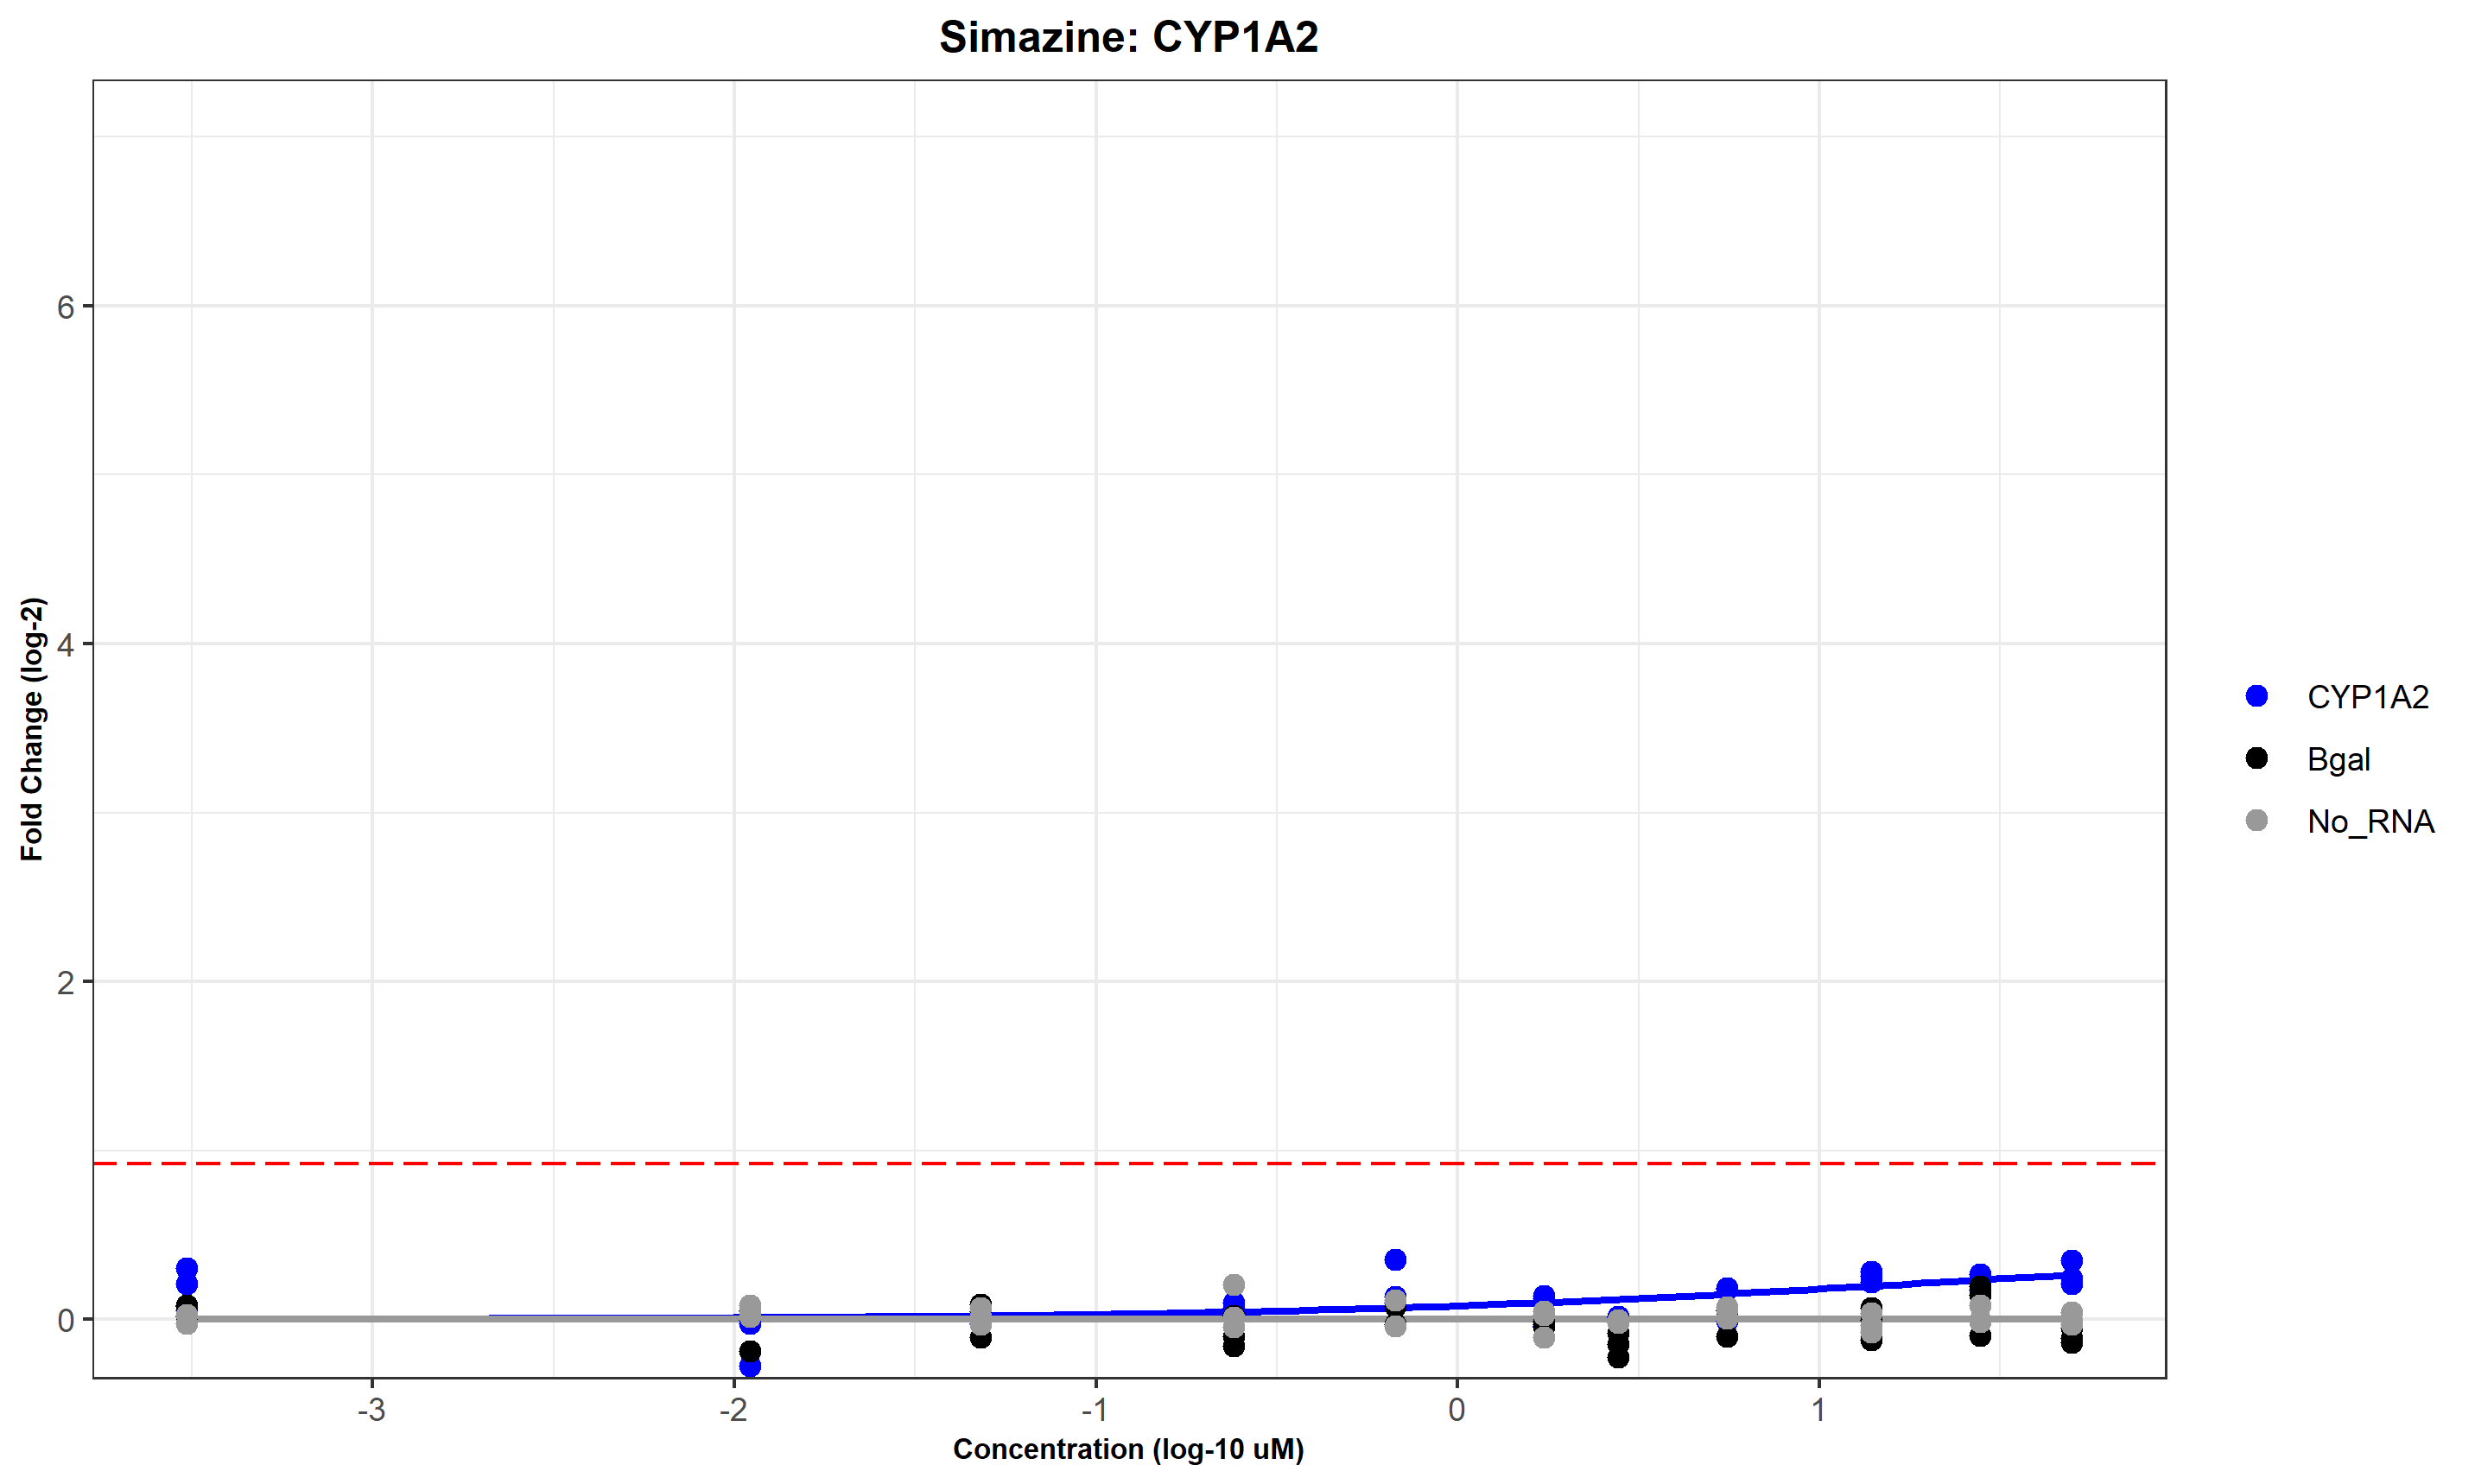 Simazine: CYP1A2
Fold Change (log-2)
6
4
2
0
-3
-2
-1
0
1
Concentration (log-10 uM)
CYP1A2
Bgal
No_RNA